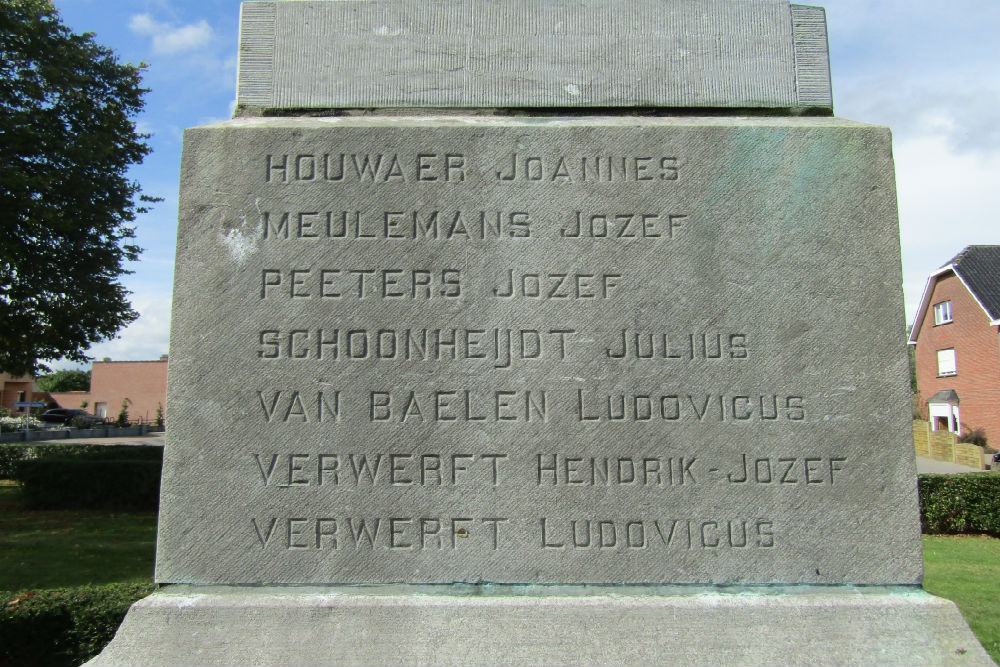 HOUWAER JOANNES
MEULEMANS JOZEF
PEETERS JOZEF
SCHOONHEIJDT JULIUS
VAN BAELEN LUDOVICUS
VERWERFT HENDRIK-JOZEF
VERWERFT LUDOVICUS